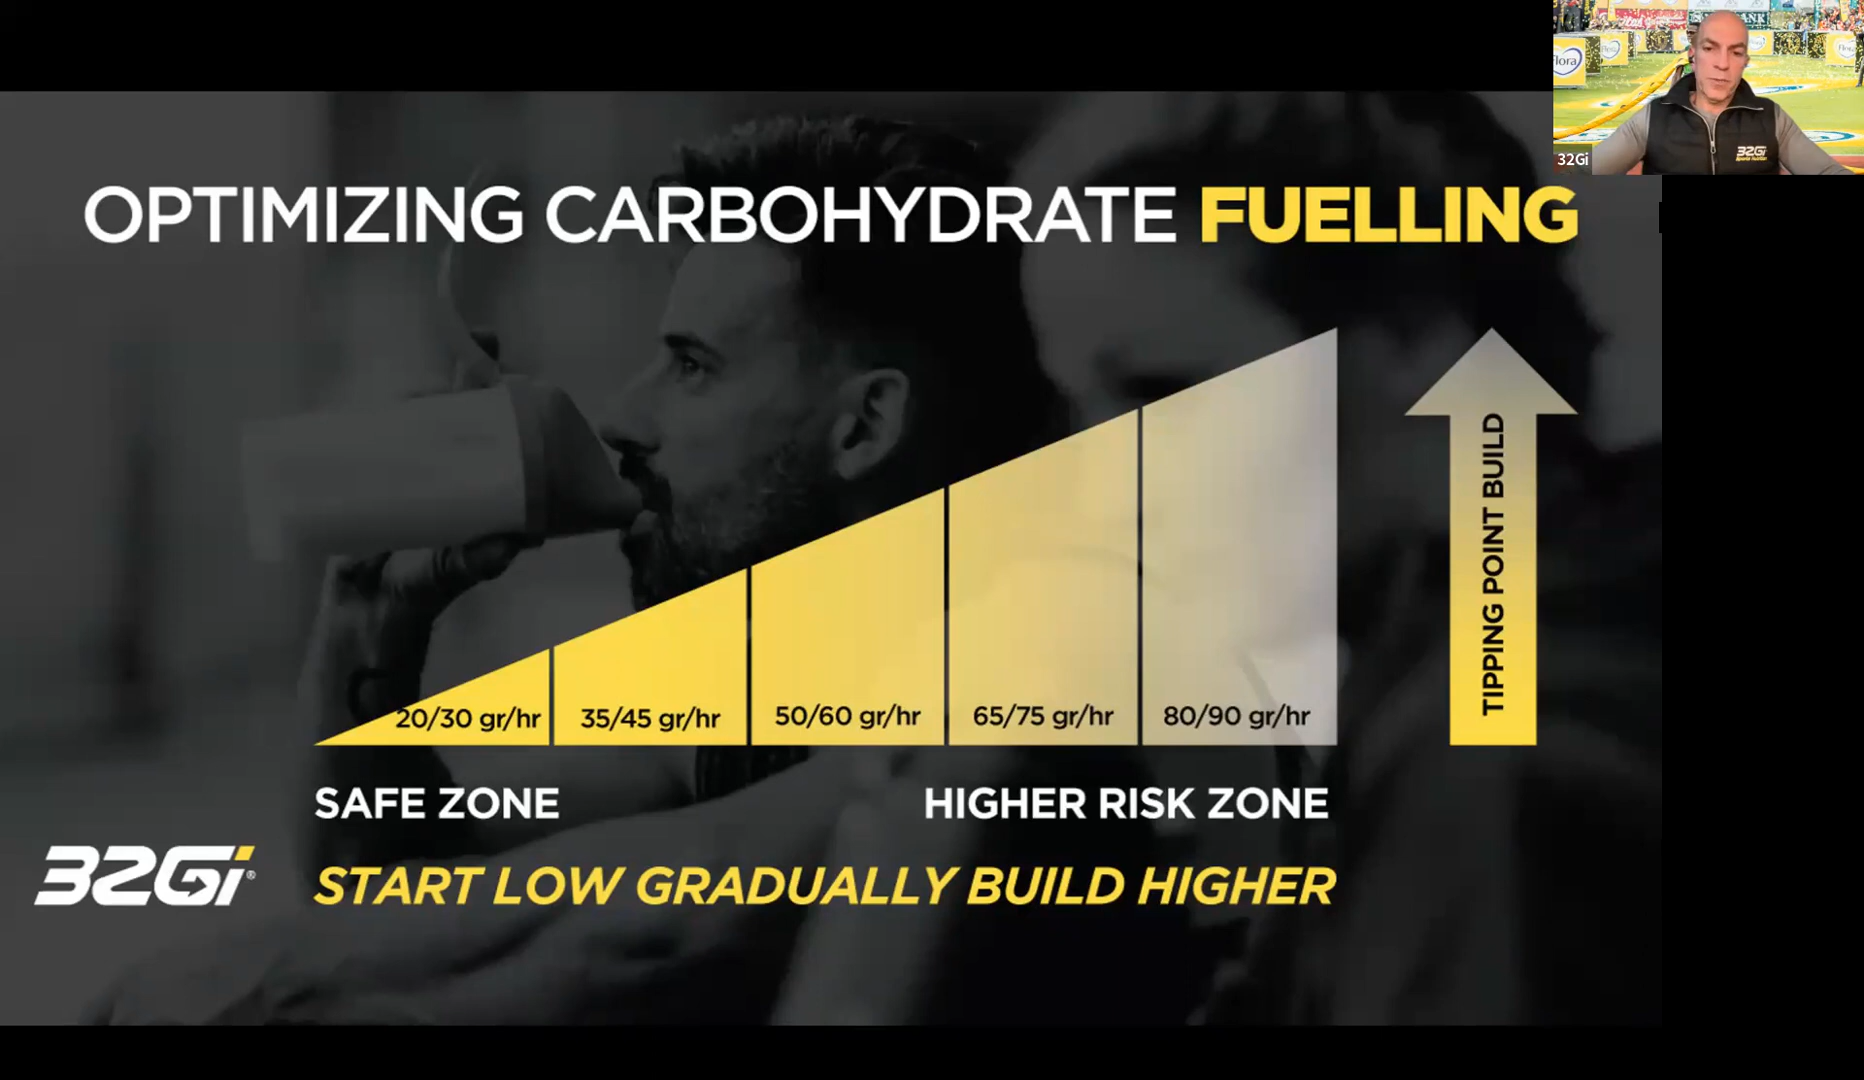 OPTIMIZING CARBOHYDRATE FUELLING
32Gi
32Gi
Flora
TIPPING POINT BUILD
20/30 gr/hr
35/45 gr/hr
50/60 gr/hr
65/75 gr/hr
80/90 gr/hr
SAFE ZONE
HIGHER RISK ZONE
32Gi®
START LOW GRADUALLY BUILD HIGHER